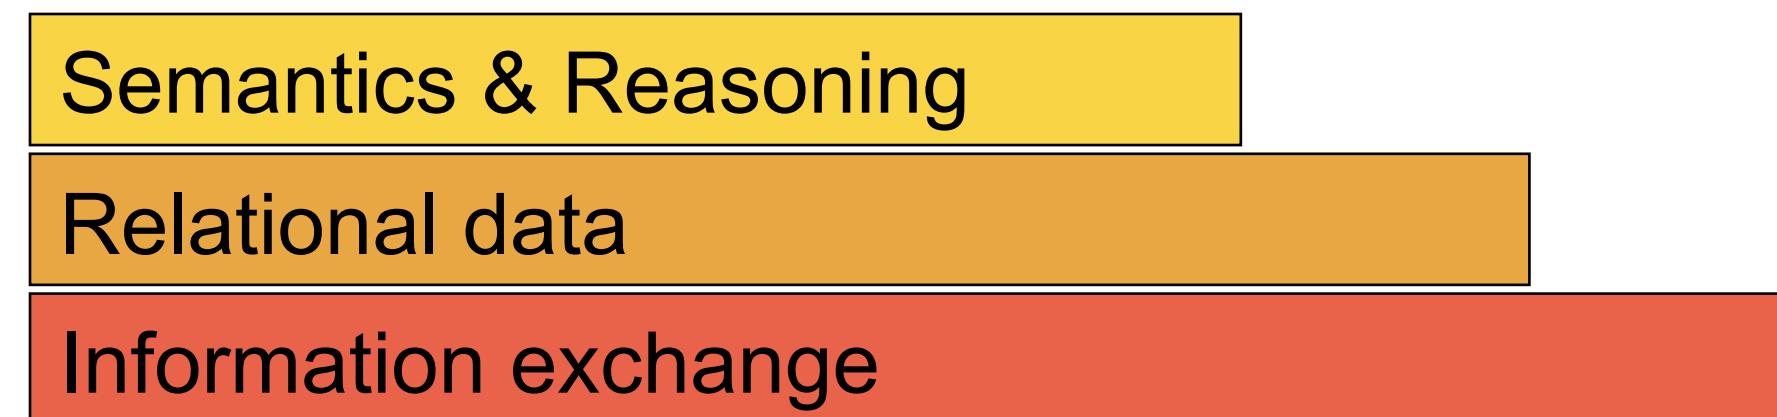 Semantics & Reasoning
Relational data
Information exchange